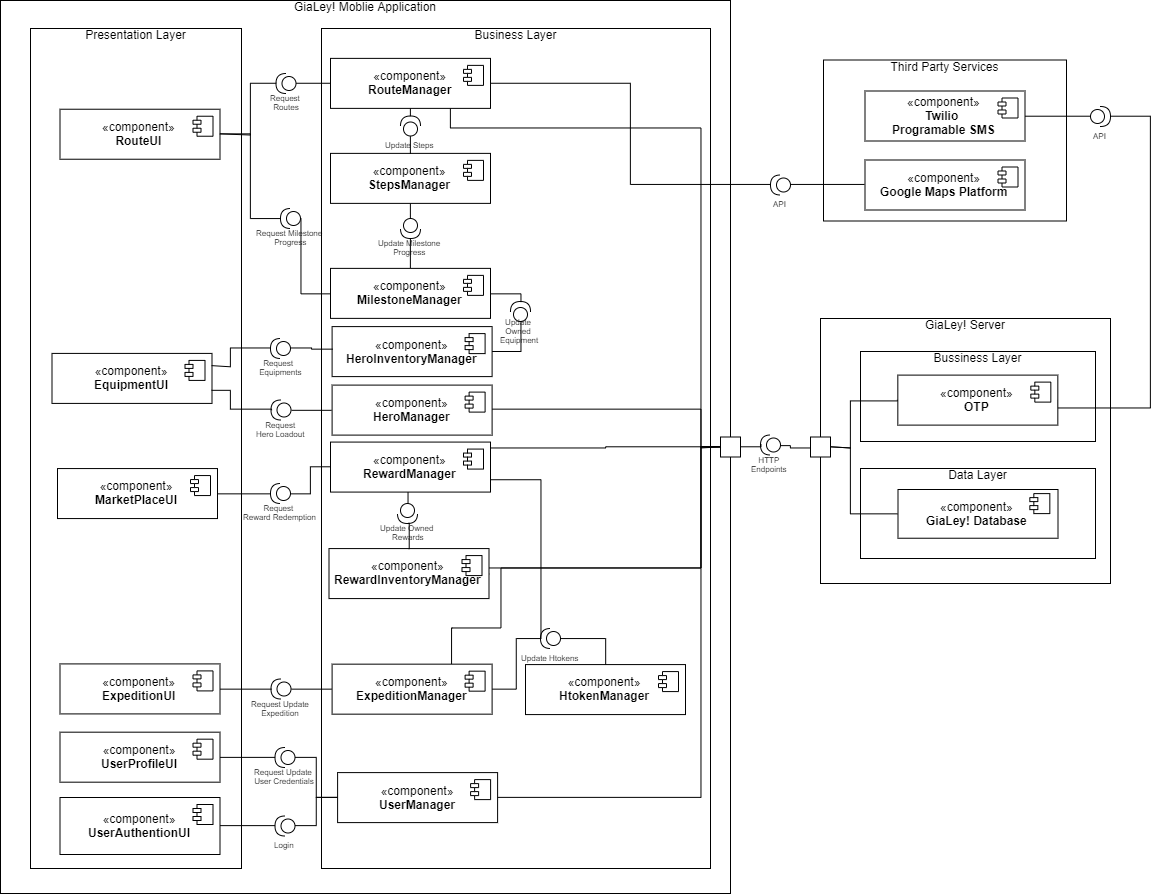 GiaLey! Moblie Application
Presentation Layer
«component»
RouteUI
«component»
EquipmentUI
«component»
MarketPlaceUI
«component»
ExpeditionUI
«component»
UserProfileUI
«component»
UserAuthentionUI
Request
Routes
Request Milestone
Progress
Request
Equipments
Request
Hero Loadout
Request
Reward Redemption
Request Update
Expedition
Request Update
User Credentials
Login
Business Layer
«component»
RouteManager
Update Steps
«component»
StepsManager
Update Milestone
Progress
«component»
MilestoneManager
Update
Owned
Equipment
«component»
HeroInventoryManager
«component»
HeroManager
«component»
RewardManager
Update Owned
Rewards
«component»
RewardInventoryManager
Update Htokens
«component»
ExpeditionManager
«component»
HtokenManager
«component»
UserManager
Third Party Services
«component»
Twilio
Programable SMS
«component»
Google Maps Platform
API
API
HTTP
Endpoints
GiaLey! Server
Bussiness Layer
«component»
OTP
Data Layer
«component»
GiaLey! Database